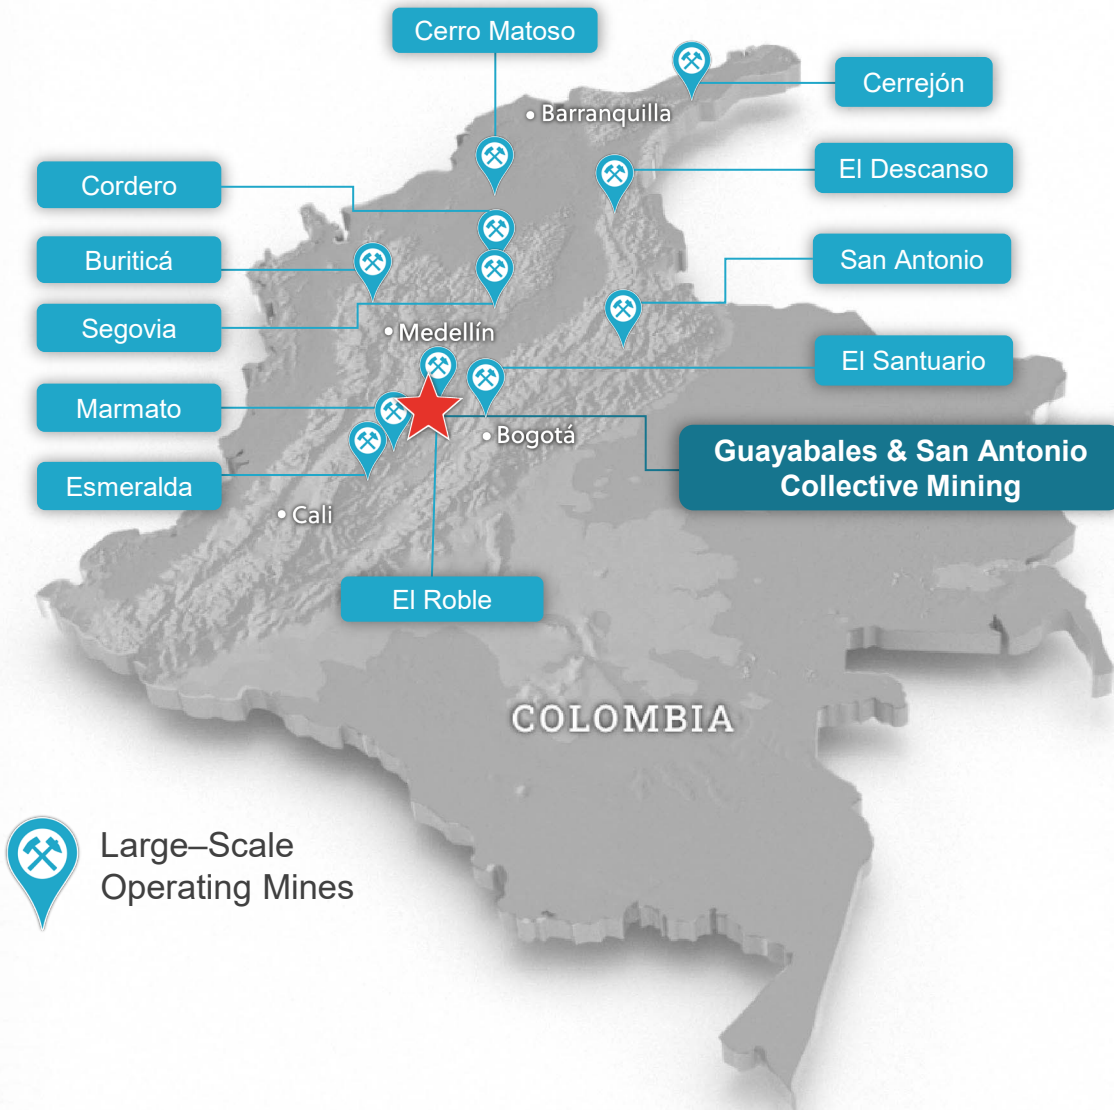 Cerro Matoso
Cerrejón
Barranquilla
El Descanso
Cordero
Buriticá
San Antonio
Segovia
Medellín
El Santuario
Marmato
Bogotá
Guayabales & San Antonio
Collective Mining
Esmeralda
Cali
El Roble
COLOMBIA
Large–Scale
Operating Mines